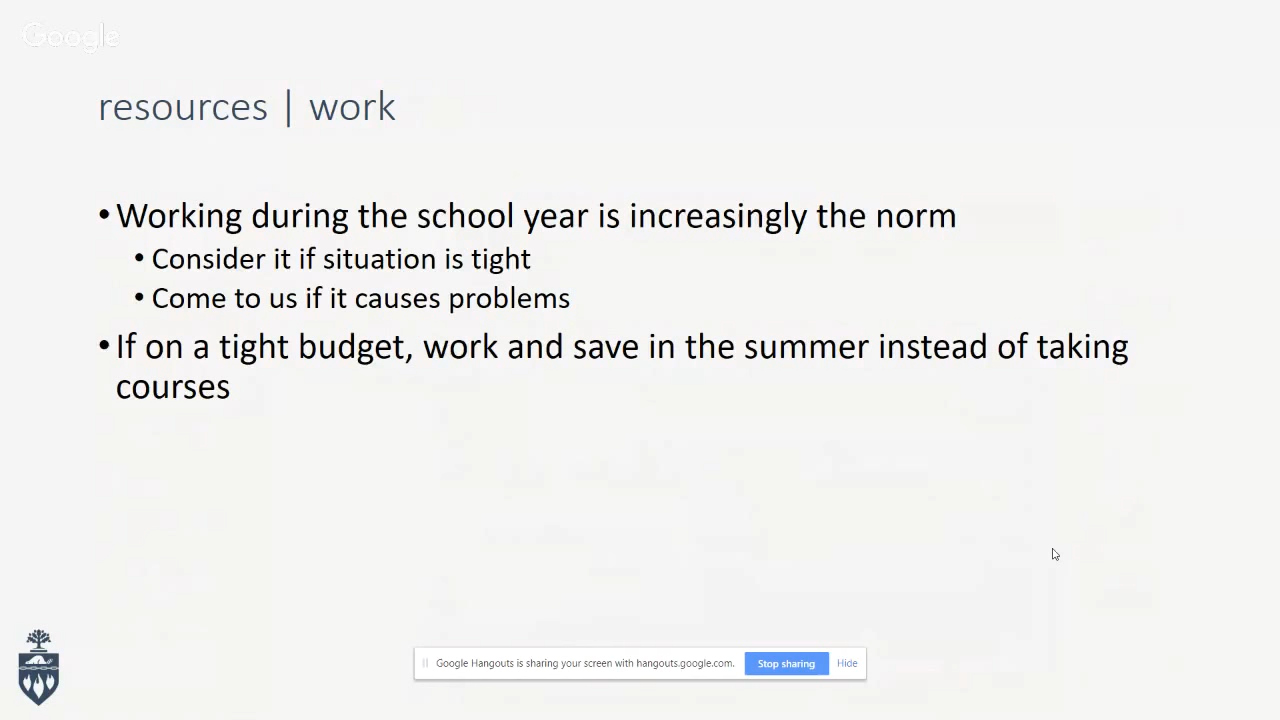 Google
resources | work
• Working during the school year is increasingly the norm
• Consider it if situation is tight
• Come to us if it causes problems
• If on a tight budget, work and save in the summer instead of taking
courses
Google Hangouts is sharing your screen with hangouts.google.com. Stop sharing Hide